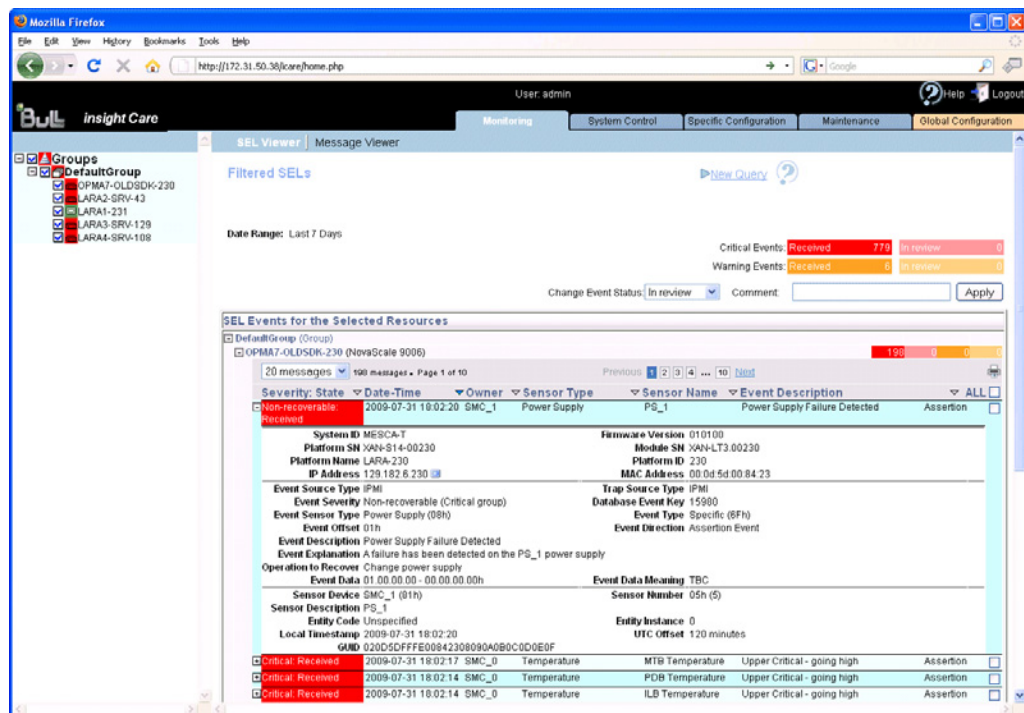 Mozilla Firefox
File Edit View History Bookmarks Tools Help
http://172.31.50.38/icare/home.php
Google
User: admin
Help Logout
Bull insight Care
Monitoring System Control Specific Configuration Maintenance Global Configuration
SEL Viewer Message Viewer
Groups
DefaultGroup
OPMA7-OLDSDK-230
LARA2-SRV-43
LARA1-231
LARA3-SRV-129
LARA4-SRV-108
Filtered SELs
New Query
Date Range: Last 7 Days
Critical Events: Received 779 In review 0
Warning Events: Received 6 In review 0
Change Event Status: In review Comment: Apply
SEL Events for the Selected Resources
DefaultGroup (Group)
OPMA7-OLDSDK-230 (NovaScale 9006) 198 0 0 0
20 messages 198 messages • Page 1 of 10 Previous 1 2 3 4 ... 10 Next
Severity: State Date-Time Owner Sensor Type Sensor Name Event Description ALL
Non-recoverable: Received 2009-07-31 18:02:20 SMC_1 Power Supply PS_1 Power Supply Failure Detected Assertion
System ID MESCA-T Firmware Version 010100
Platform SN XAN-S14-00230 Module SN XAN-LT3.00230
Platform Name LARA-230 Platform ID 230
IP Address 129.182.6.230 MAC Address 00:0d:5d:00:84:23
Event Source Type IPMI Trap Source Type IPMI
Event Severity Non-recoverable (Critical group) Database Event Key 15980
Event Sensor Type Power Supply (08h) Event Type Specific (6Fh)
Event Offset 01h Event Direction Assertion Event
Event Description Power Supply Failure Detected
Event Explanation A failure has been detected on the PS_1 power supply
Operation to Recover Change power supply
Event Data 01.00.00.00 - 00.00.00.00h Event Data Meaning TBC
Sensor Device SMC_1 (81h) Sensor Number 05h (5)
Sensor Description PS_1
Entity Code Unspecified Entity Instance 0
Local Timestamp 2009-07-31 18:02:20 UTC Offset 120 minutes
GUID 020D5DFFFE00842308090A0B0C0D0E0F
Critical: Received 2009-07-31 18:02:17 SMC_0 Temperature MTB Temperature Upper Critical - going high Assertion
Critical: Received 2009-07-31 18:02:14 SMC_0 Temperature PDB Temperature Upper Critical - going high Assertion
Critical: Received 2009-07-31 18:02:14 SMC_0 Temperature ILB Temperature Upper Critical - going high Assertion